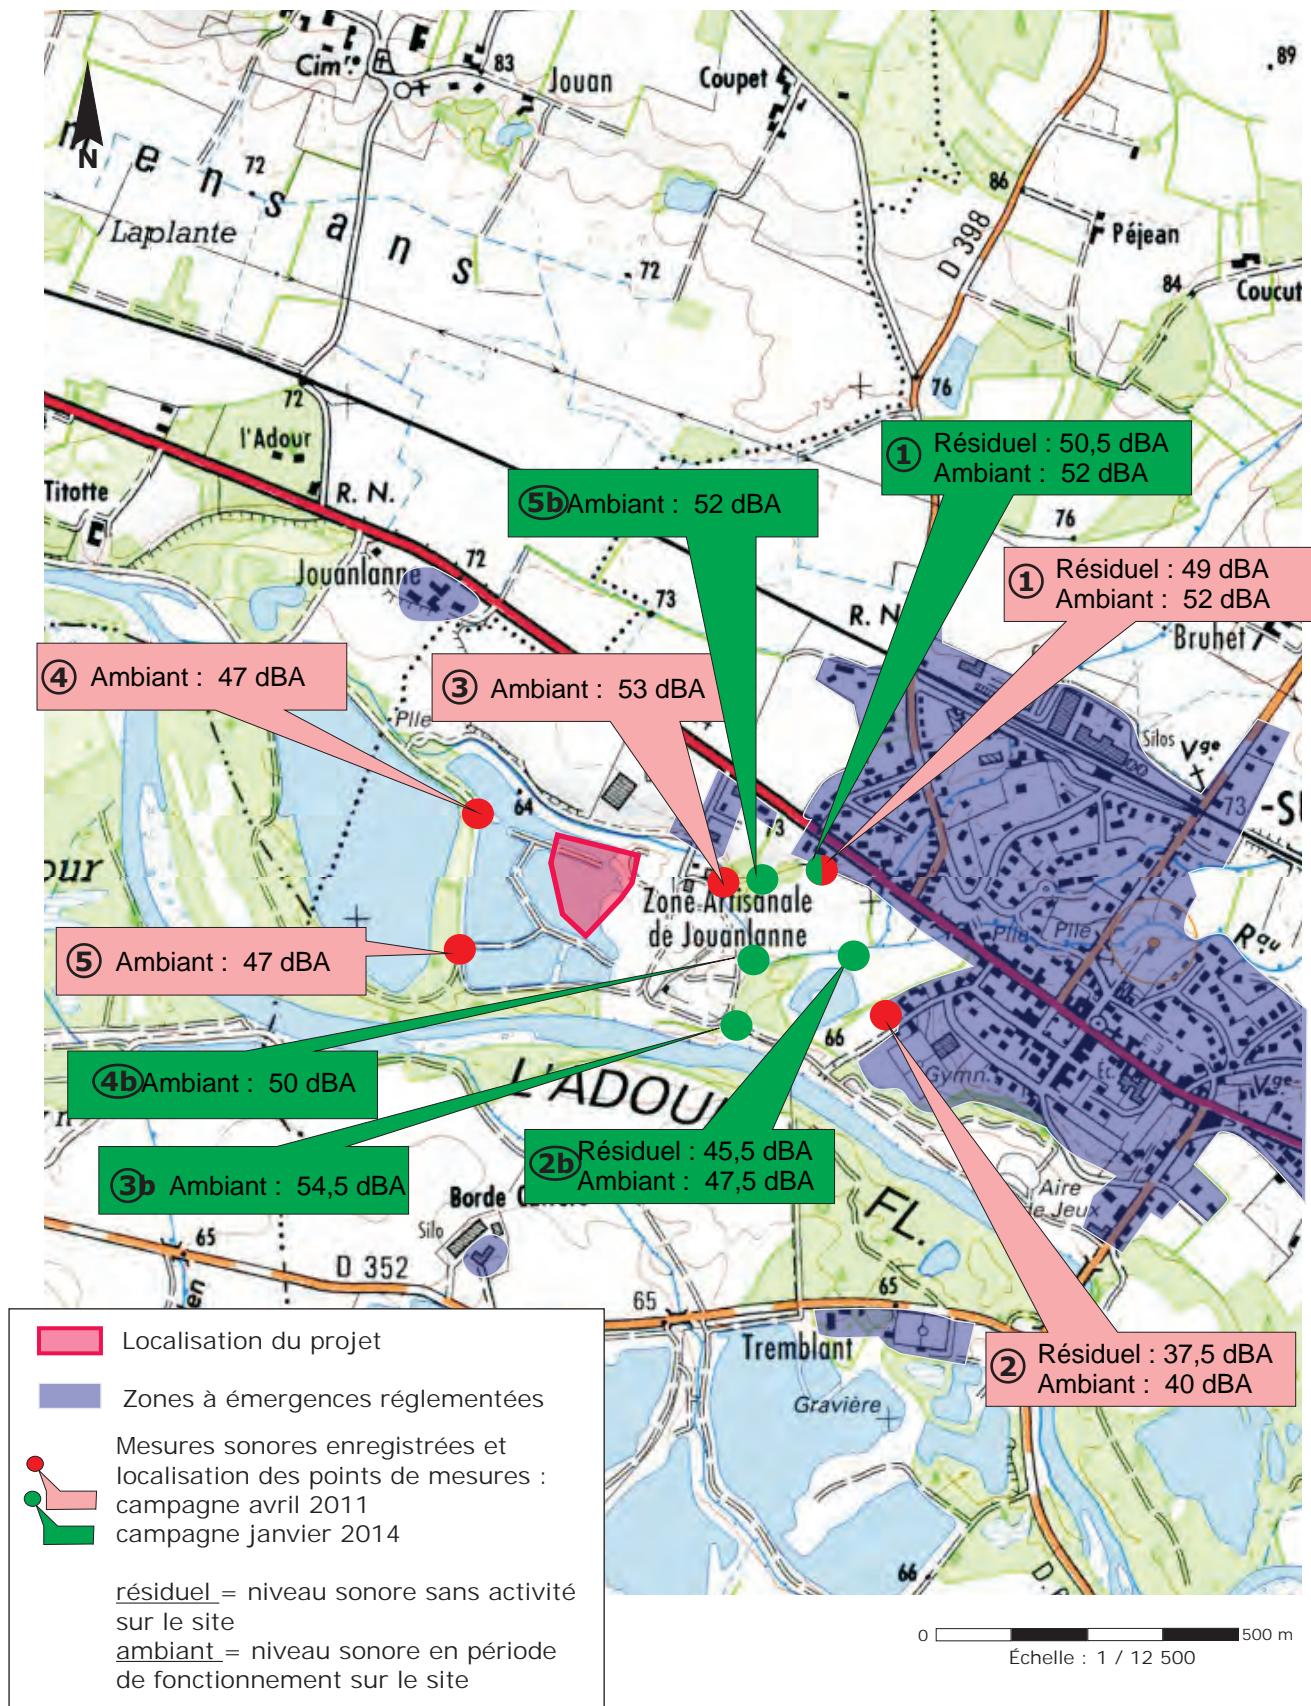 Cim.re
83
Jouan
Coupet
89
N
mensans
72
Laplante
72
86
D 398
Péjean
84
Coucut
76
72
l'Adour
R. N.
Titotte
① Résiduel : 50,5 dBA
Ambiant : 52 dBA
5b Ambiant : 52 dBA
76
72
Jouanlanne
73
① Résiduel : 49 dBA
Ambiant : 52 dBA
R. N.
Bruhet
④ Ambiant : 47 dBA
③ Ambiant : 53 dBA
Plle
Silos
Vge
64
73
73
our
Zone Artisanale
de Jouanlanne
Plle
Plle
Rau
⑤ Ambiant : 47 dBA
66
4b Ambiant : 50 dBA
L'ADOUR
Gymn.
Ec.
Vge
2b Résiduel : 45,5 dBA
Ambiant : 47,5 dBA
3b Ambiant : 54,5 dBA
Borde
Aire
de Jeux
FL.
Silo
65
D 352
65
65
Tremblant
② Résiduel : 37,5 dBA
Ambiant : 40 dBA
Gravière
66
Localisation du projet
Zones à émergences réglementées
Mesures sonores enregistrées et
localisation des points de mesures :
campagne avril 2011
campagne janvier 2014
résiduel = niveau sonore sans activité
sur le site
ambiant = niveau sonore en période
de fonctionnement sur le site
0 500 m
Échelle : 1 / 12 500